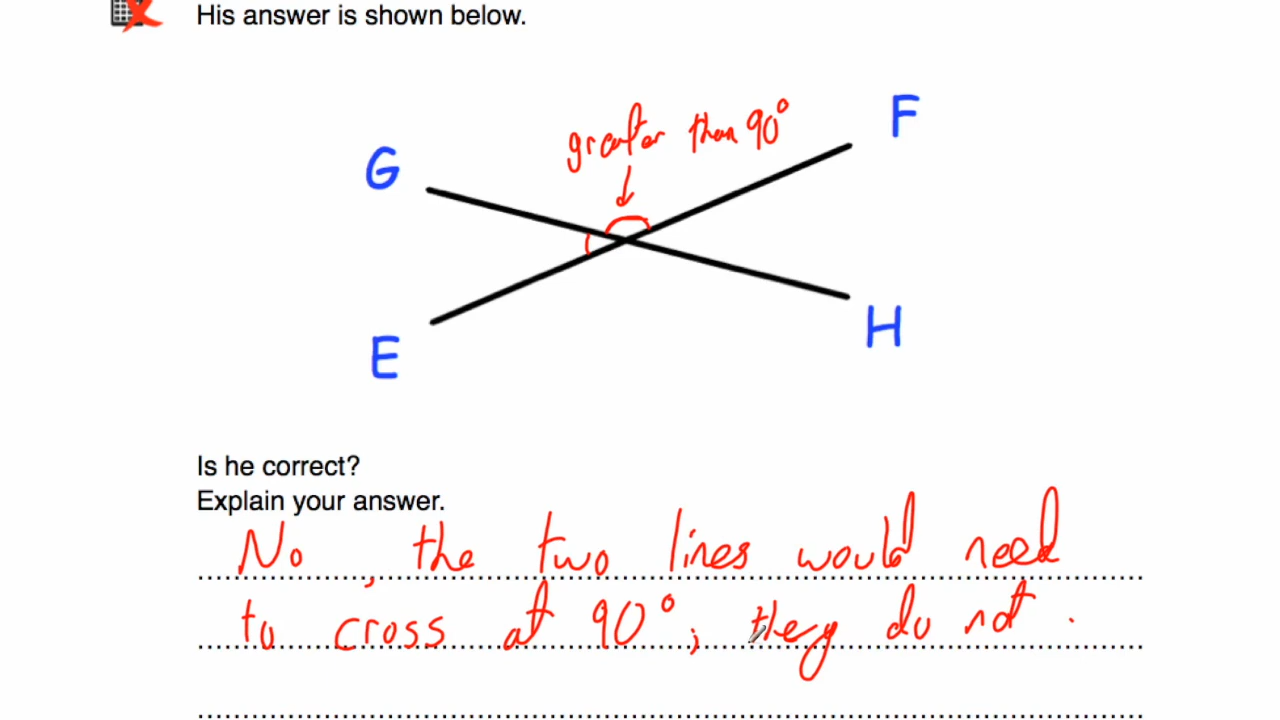 His answer is shown below.
greater than 90°
F
G
E
H
Is he correct?
Explain your answer.
No, the two lines would need
to cross at 90°; they do not.